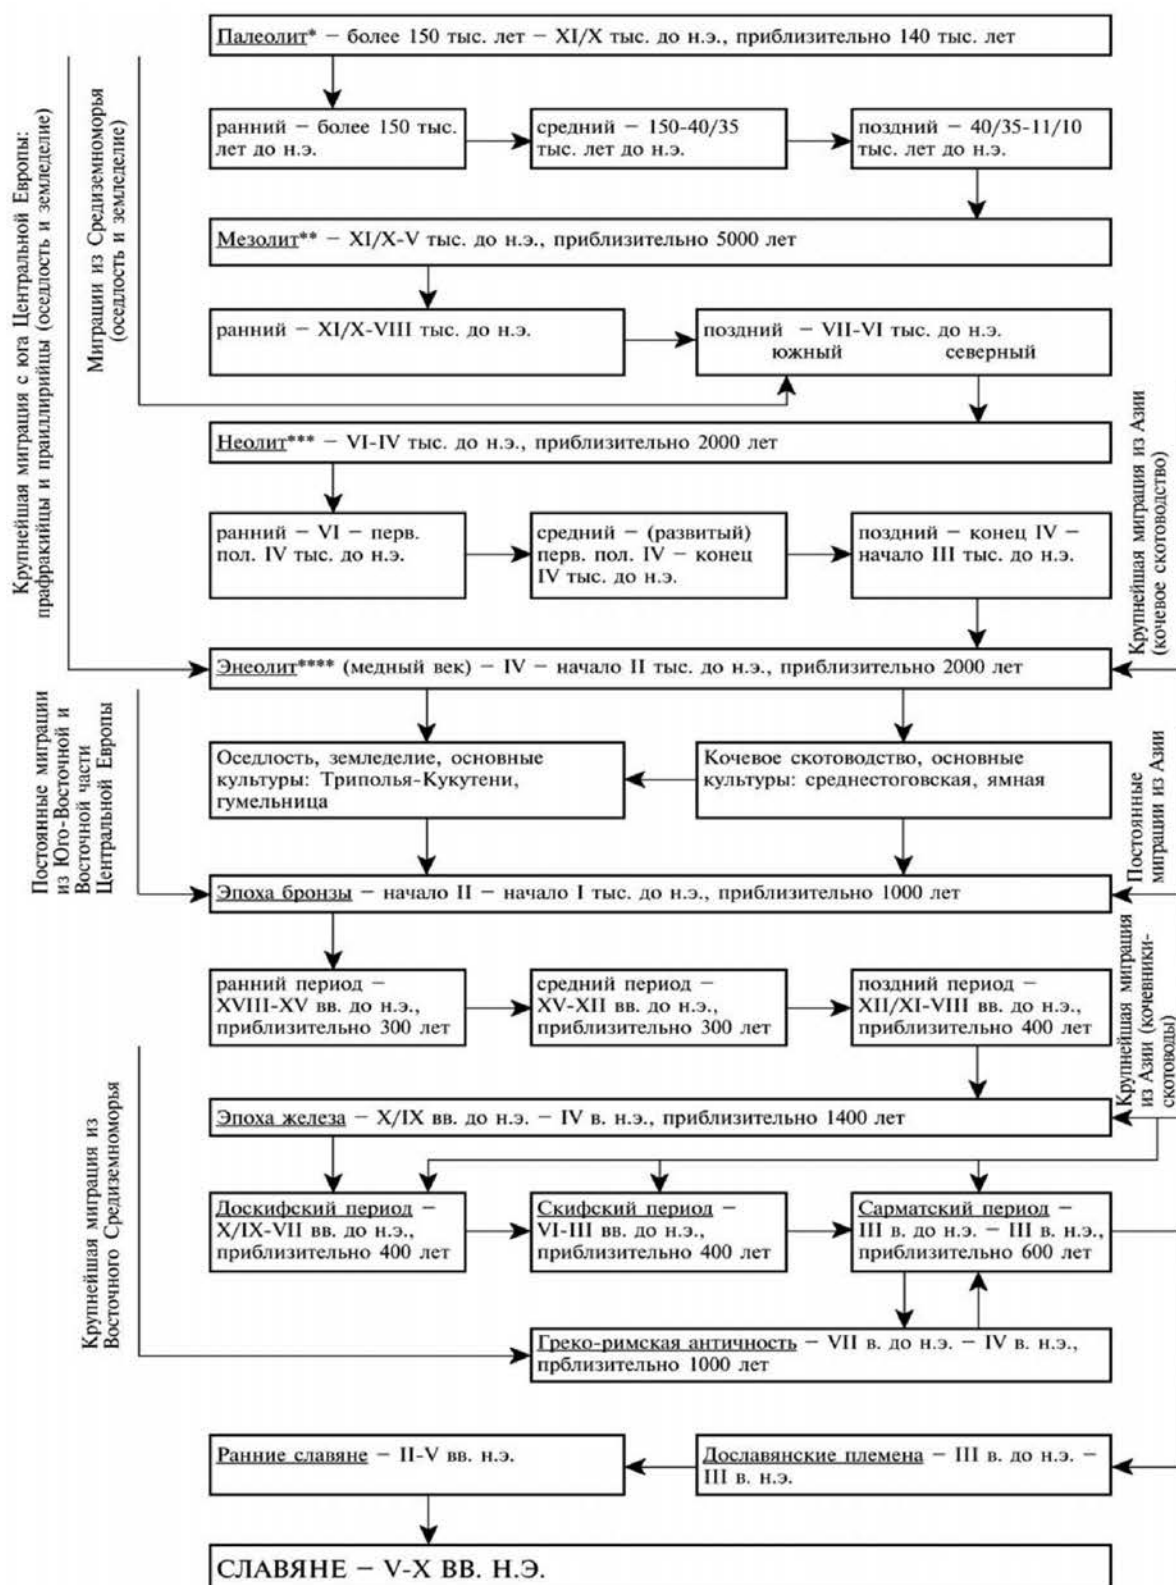 Палеолит* – более 150 тыс. лет – XI/X тыс. до н.э., приблизительно 140 тыс. лет
ранний – более 150 тыс.
лет до н.э.
средний – 150-40/35
тыс. лет до н.э.
поздний – 40/35-11/10
тыс. лет до н.э.
Крупнейшая миграция с юга Центральной Европы:
прафракийцы и праиллирийцы (оседлость и земледелие)
Миграции из Средиземноморья
(оседлость и земледелие)
Мезолит** – XI/X-V тыс. до н.э., приблизительно 5000 лет
ранний – XI/X-VIII тыс. до н.э.
поздний – VII-VI тыс. до н.э.
южный северный
Неолит*** – VI-IV тыс. до н.э., приблизительно 2000 лет
ранний – VI – перв.
пол. IV тыс. до н.э.
средний – (развитый)
перв. пол. IV – конец
IV тыс. до н.э.
поздний – конец IV –
начало III тыс. до н.э.
Крупнейшая миграция из Азии
(кочевое скотоводство)
Энеолит**** (медный век) – IV – начало II тыс. до н.э., приблизительно 2000 лет
Оседлость, земледелие, основные
культуры: Триполья-Кукутени,
гумельница
Кочевое скотоводство, основные
культуры: среднестоговская, ямная
Постоянные миграции
из Юго-Восточной и
Восточной части
Центральной Европы
Постоянные
миграции из Азии
Эпоха бронзы – начало II – начало I тыс. до н.э., приблизительно 1000 лет
ранний период –
XVIII-XV вв. до н.э.,
приблизительно 300 лет
средний период –
XV-XII вв. до н.э.,
приблизительно 300 лет
поздний период –
XII/XI-VIII вв. до н.э.,
приблизительно 400 лет
Крупнейшая миграция
из Азии (кочевники-
скотоводы)
Эпоха железа – X/IX вв. до н.э. – IV в. н.э., приблизительно 1400 лет
Доскифский период –
X/IX-VII вв. до н.э.,
приблизительно 400 лет
Скифский период –
VI-III вв. до н.э.,
приблизительно 400 лет
Сарматский период –
III в. до н.э. – III в. н.э.,
приблизительно 600 лет
Крупнейшая миграция из
Восточного Средиземноморья
Греко-римская античность – VII в. до н.э. – IV в. н.э.,
прблизительно 1000 лет
Ранние славяне – II-V вв. н.э.
Дославянские племена – III в. до н.э. –
III в. н.э.
СЛАВЯНЕ – V-X ВВ. Н.Э.